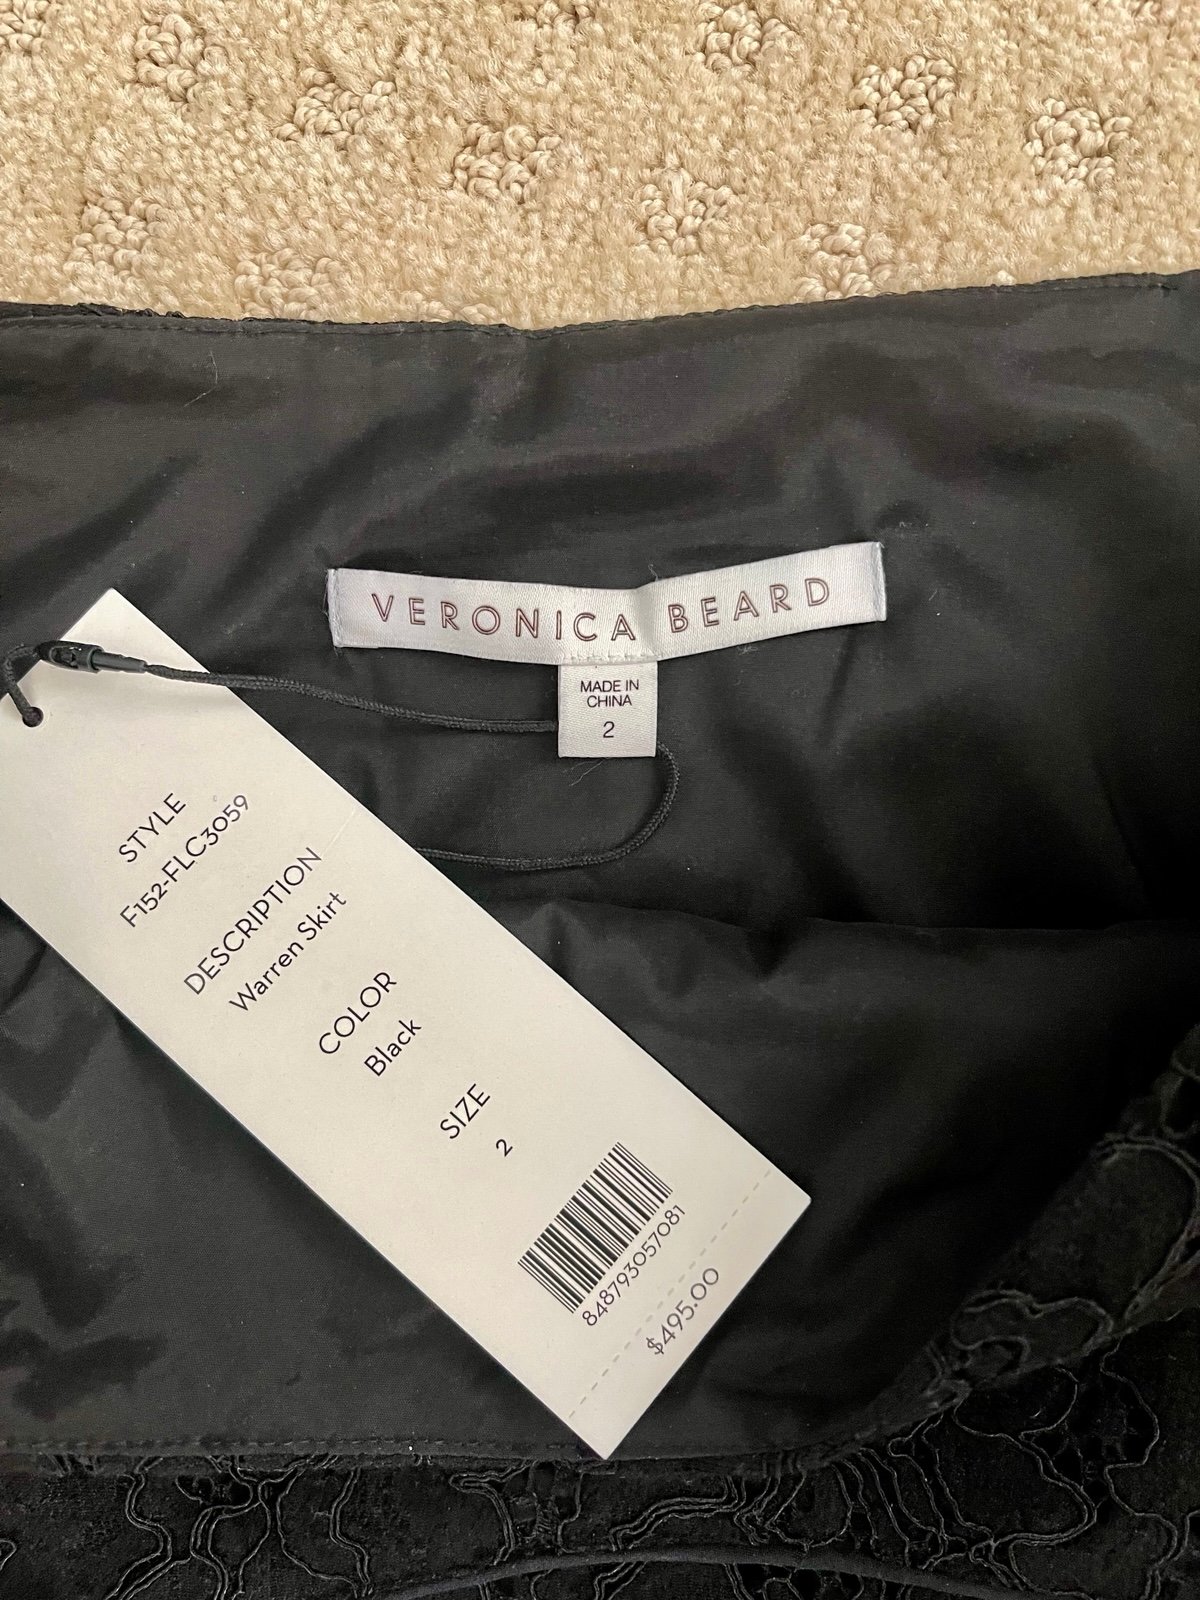 VERONICA BEARD
MADE IN
CHINA
2
STYLE
F152-FLC3059
DESCRIPTION
Warren Skirt
COLOR
Black
SIZE
2
848793057081
$495.00